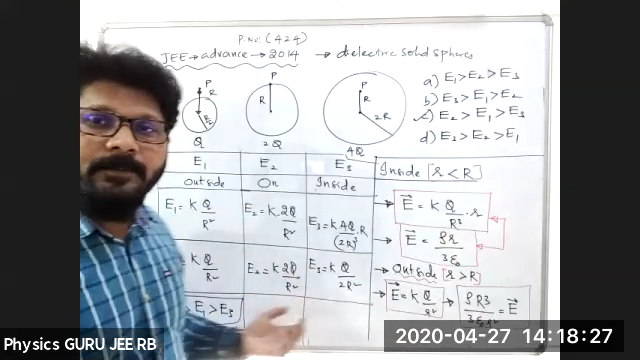 P.No: (424)
JEE → advance → 2014 → dielectric solid spheres
P
R
R/2
Q
P
R
2Q
P
R
2R
4Q
a) E1 > E2 > E3
b) E3 > E1 > E2
c) E2 > E1 > E3
d) E3 > E2 > E1
E1 E2 E3
Outside On Inside
E1 = K Q/R²
E2 = K.2Q/R²
E3 = K 4Q.R/(2R)³
K Q/R²
E2 = K 2Q/R²
E3 = K Q/2R²
> E1 > E3
Inside [r < R]
→ E = K Q/R³ .r
→ E = ρr/3ε0
→ Outside [r > R]
→ E = K Q/r² → ρR3/3ε0r² = E
Physics GURU JEE RB
2020-04-27 14:18:27